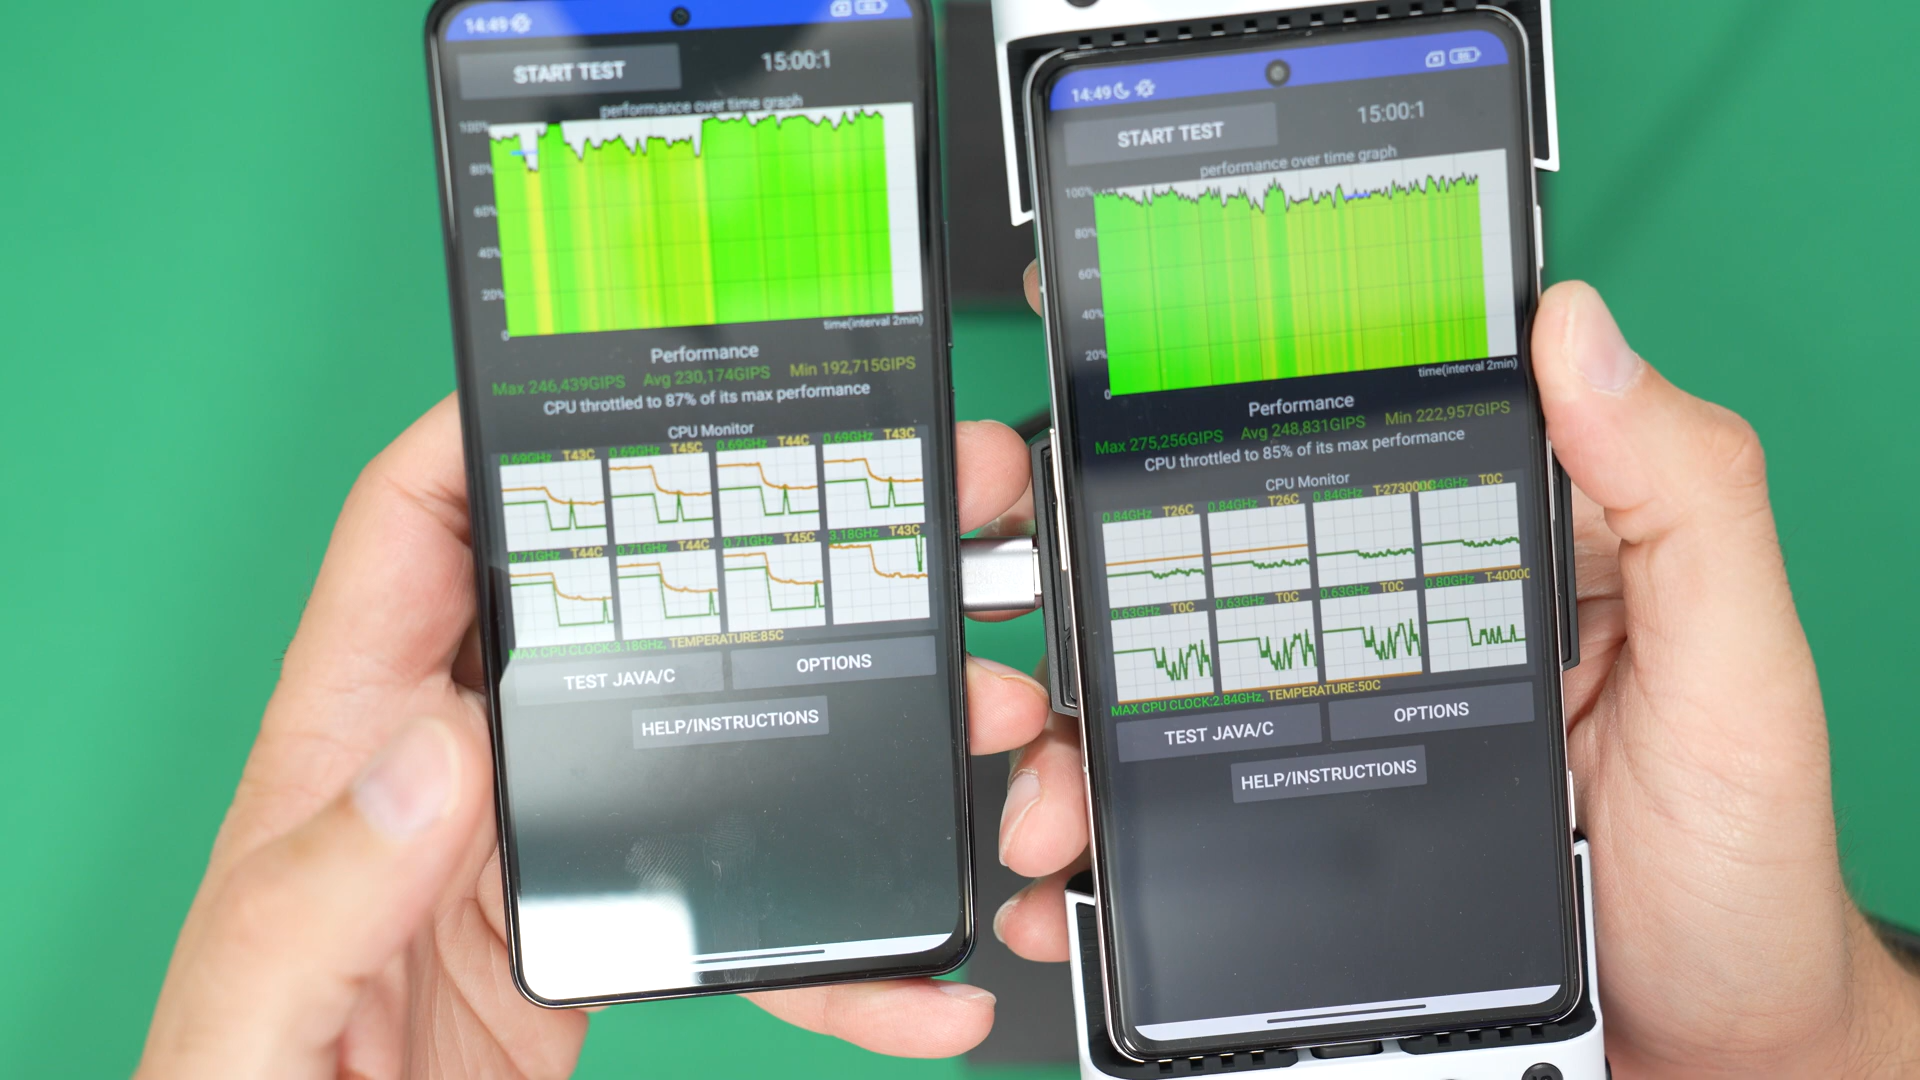 14:49
START TEST
15:00:1
performance over time graph
100%
80%
60%
40%
20%
0
time(interval 2min)
Performance
Max 246,439GIPS Avg 230,174GIPS Min 192,715GIPS
CPU throttled to 87% of its max performance
CPU Monitor
0.69GHz T43C 0.69GHz T45C 0.69GHz T44C 0.69GHz T43C
0.71GHz T44C 0.71GHz T44C 0.71GHz T45C 3.18GHz T43C
MAX CPU CLOCK:3.18GHz, TEMPERATURE:85C
TEST JAVA/C
OPTIONS
HELP/INSTRUCTIONS
14:49
START TEST
15:00:1
performance over time graph
100%
80%
60%
40%
20%
0
time(interval 2min)
Performance
Max 275,256GIPS Avg 248,831GIPS Min 222,957GIPS
CPU throttled to 85% of its max performance
CPU Monitor
0.84GHz T26C 0.84GHz T26C 0.84GHz T0C
0.63GHz T0C 0.63GHz T0C 0.63GHz T0C 0.80GHz
MAX CPU CLOCK:2.84GHz, TEMPERATURE:50C
TEST JAVA/C
OPTIONS
HELP/INSTRUCTIONS